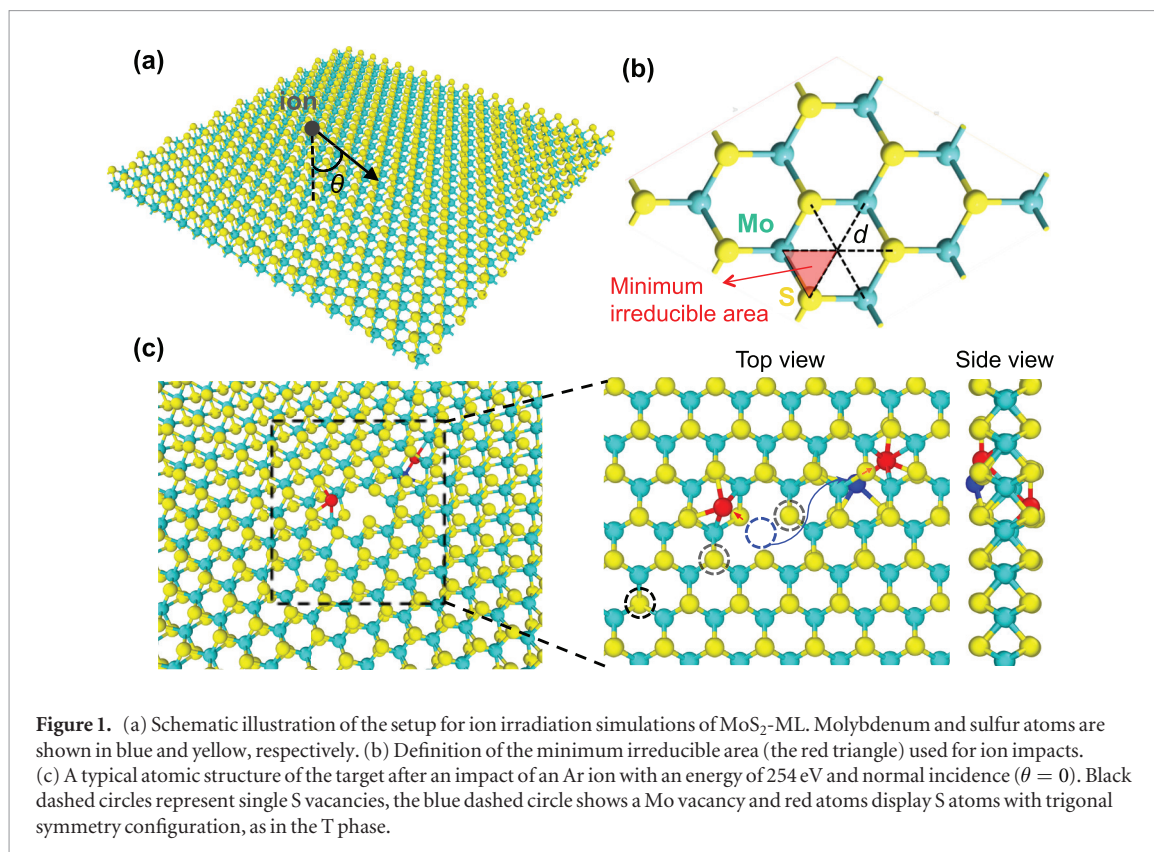 (a)
ion
θ
(b)
Mo
d
Minimum
irreducible area
S
(c)
Top view
Side view
Figure 1. (a) Schematic illustration of the setup for ion irradiation simulations of MoS₂-ML. Molybdenum and sulfur atoms are
shown in blue and yellow, respectively. (b) Definition of the minimum irreducible area (the red triangle) used for ion impacts.
(c) A typical atomic structure of the target after an impact of an Ar ion with an energy of 254 eV and normal incidence (θ = 0). Black
dashed circles represent single S vacancies, the blue dashed circle shows a Mo vacancy and red atoms display S atoms with trigonal
symmetry configuration, as in the T phase.